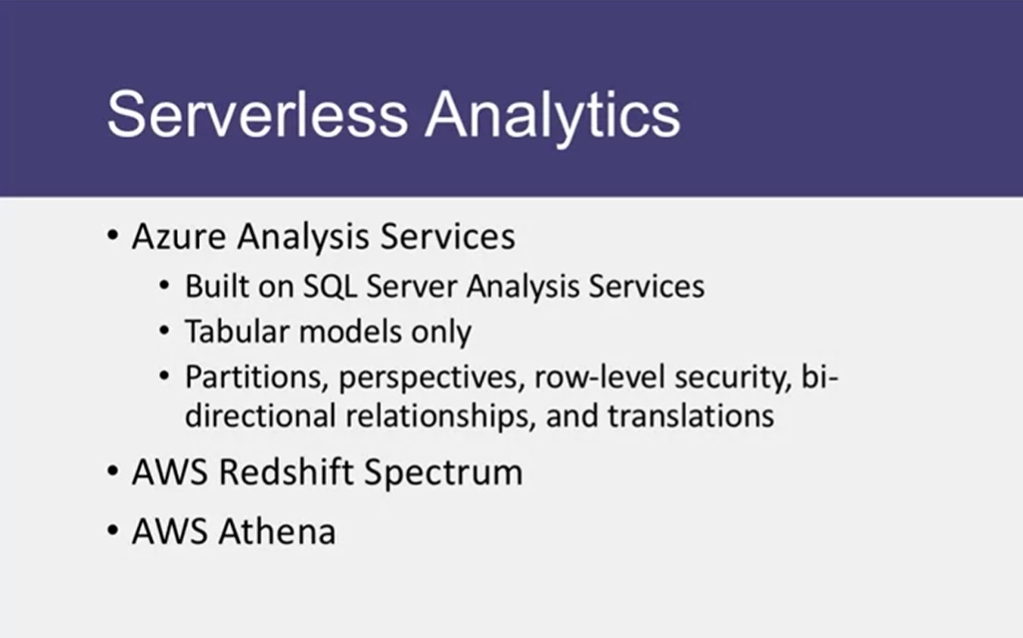 Serverless Analytics
• Azure Analysis Services
• Built on SQL Server Analysis Services
• Tabular models only
• Partitions, perspectives, row-level security, bi-
directional relationships, and translations
• AWS Redshift Spectrum
• AWS Athena